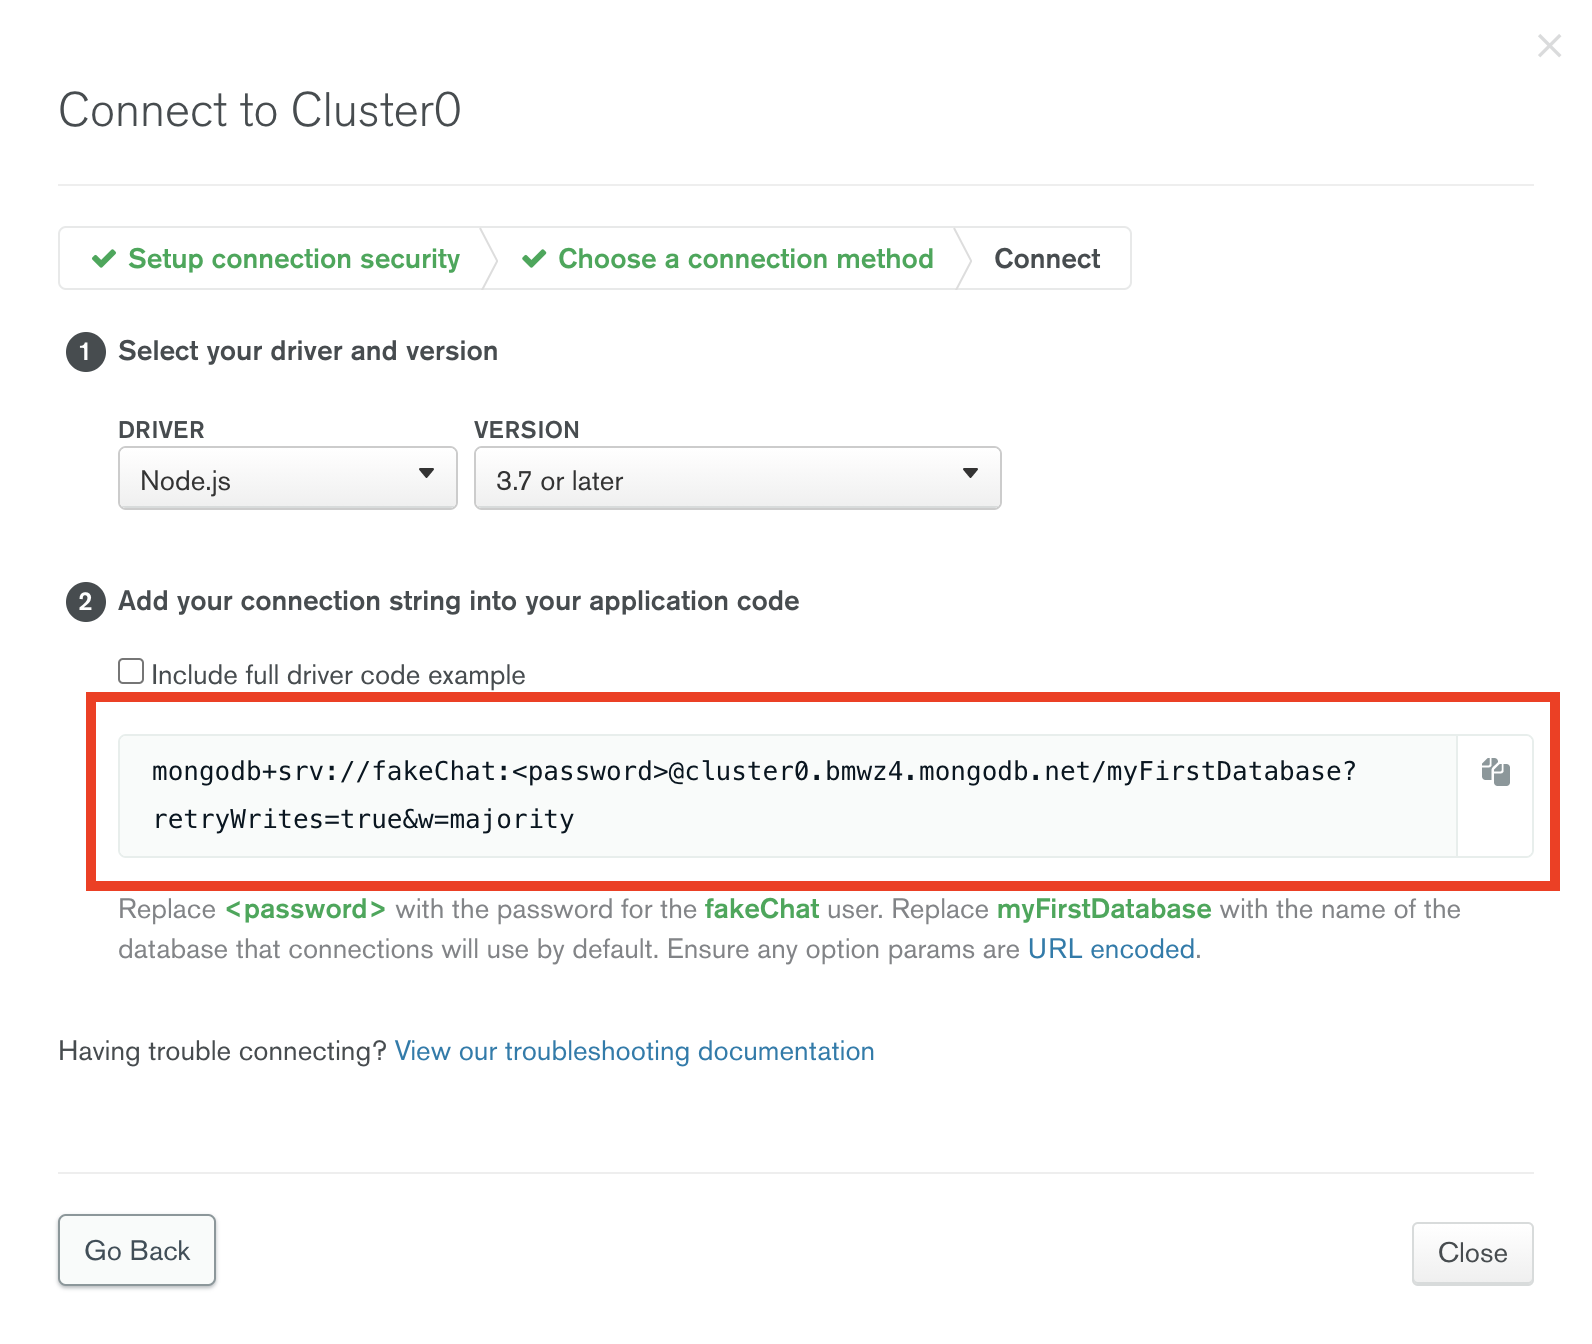 Connect to Cluster0
Setup connection security
Choose a connection method
Connect
1 Select your driver and version
DRIVER
VERSION
Node.js
3.7 or later
2 Add your connection string into your application code
Include full driver code example
mongodb+srv://fakeChat:<password>@cluster0.bmwz4.mongodb.net/myFirstDatabase?
retryWrites=true&w=majority
Replace <password> with the password for the fakeChat user. Replace myFirstDatabase with the name of the
database that connections will use by default. Ensure any option params are URL encoded.
Having trouble connecting? View our troubleshooting documentation
Go Back
Close